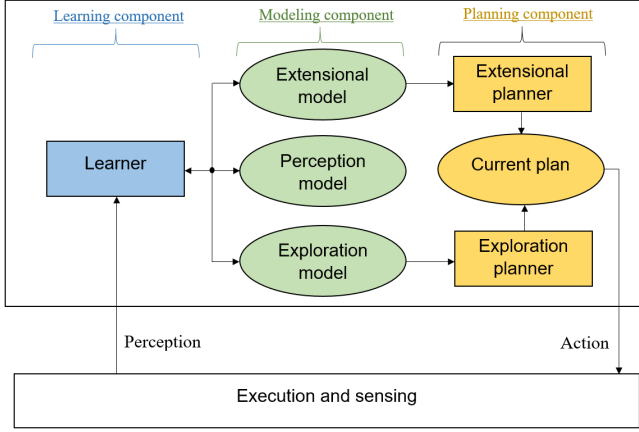 Learning component
Modeling component
Planning component
Extensional
model
Extensional
planner
Learner
Perception
model
Current plan
Exploration
model
Exploration
planner
Perception
Action
Execution and sensing